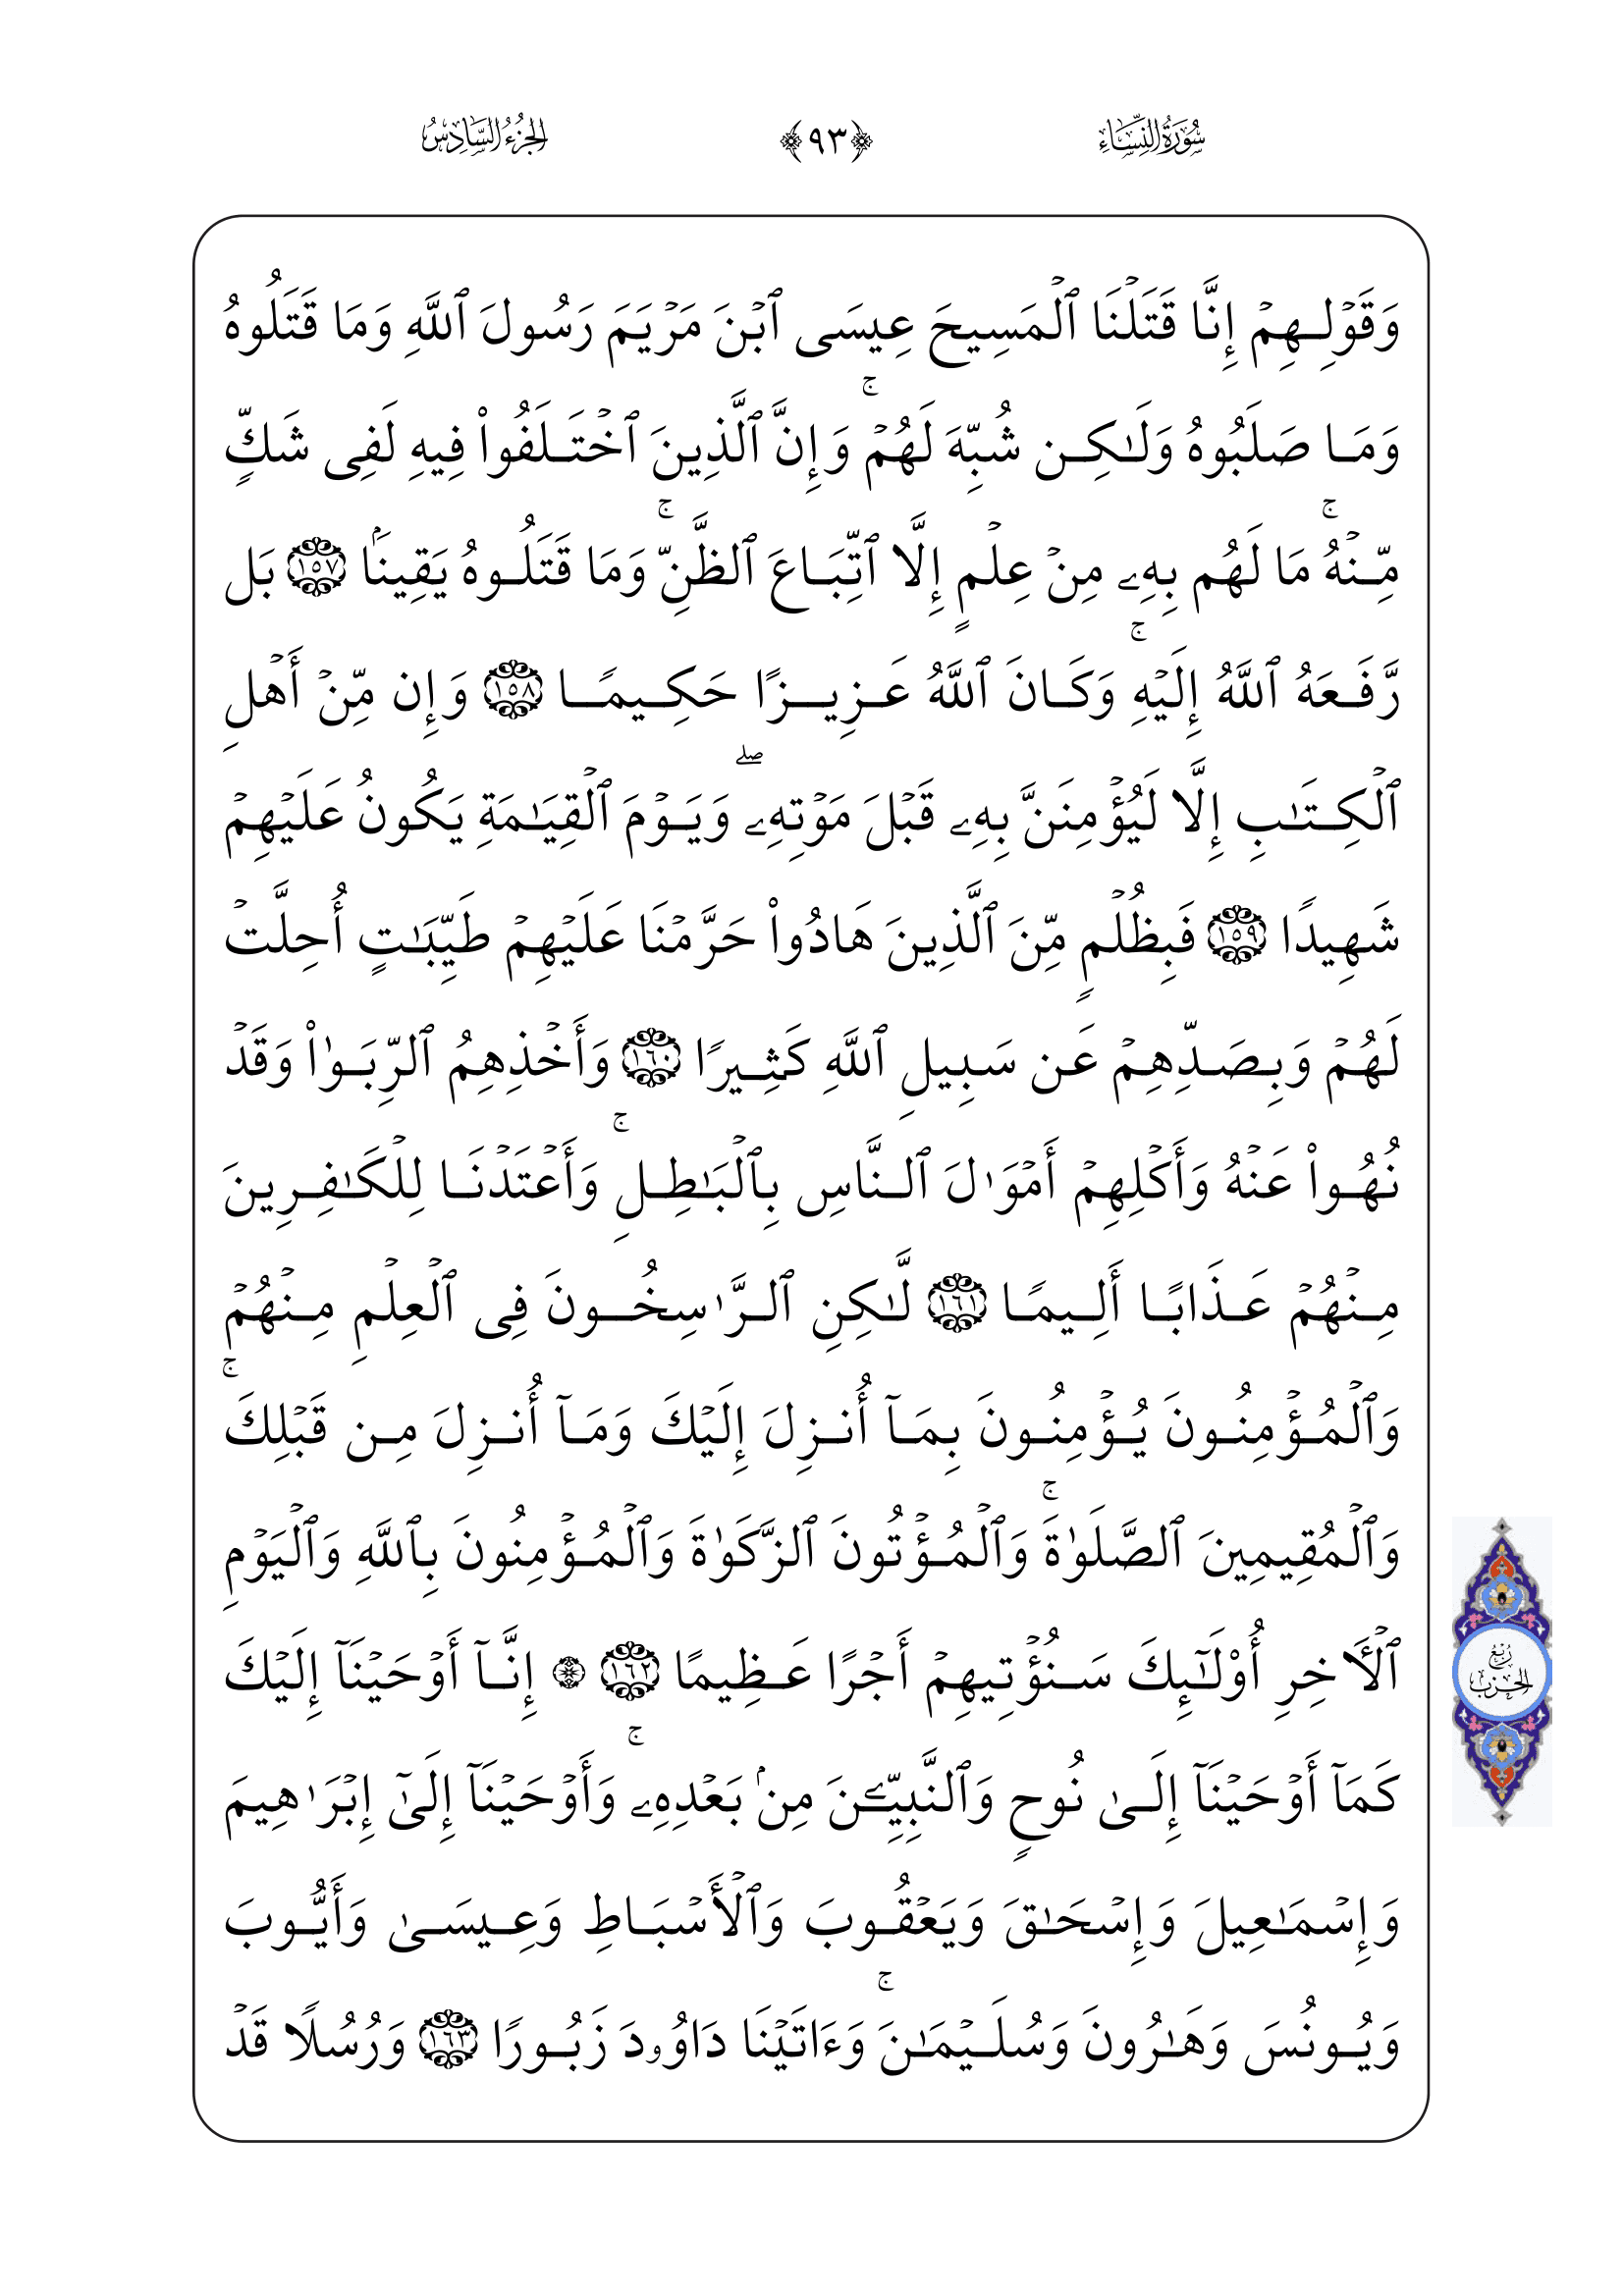 سُورَةُ النِّسَاءِ
﴿٩٣﴾
الجُزْءُ السَّادِسُ
وَقَوۡلِهِمۡ إِنَّا قَتَلۡنَا ٱلۡمَسِيحَ عِيسَى ٱبۡنَ مَرۡيَمَ رَسُولَ ٱللَّهِ وَمَا قَتَلُوهُ
وَمَا صَلَبُوهُ وَلَٰكِن شُبِّهَ لَهُمۡۚ وَإِنَّ ٱلَّذِينَ ٱخۡتَلَفُواْ فِيهِ لَفِى شَكٍّ
مِّنۡهُۚ مَا لَهُم بِهِۦ مِنۡ عِلۡمٍ إِلَّا ٱتِّبَاعَ ٱلظَّنِّۚ وَمَا قَتَلُوهُ يَقِينَۢا ١٥٧ بَل
رَّفَعَهُ ٱللَّهُ إِلَيۡهِۚ وَكَانَ ٱللَّهُ عَزِيزًا حَكِيمًا ١٥٨ وَإِن مِّنۡ أَهۡلِ
ٱلۡكِتَٰبِ إِلَّا لَيُؤۡمِنَنَّ بِهِۦ قَبۡلَ مَوۡتِهِۦۖ وَيَوۡمَ ٱلۡقِيَٰمَةِ يَكُونُ عَلَيۡهِمۡ
شَهِيدًا ١٥٩ فَبِظُلۡمٍ مِّنَ ٱلَّذِينَ هَادُواْ حَرَّمۡنَا عَلَيۡهِمۡ طَيِّبَٰتٍ أُحِلَّتۡ
لَهُمۡ وَبِصَدِّهِمۡ عَن سَبِيلِ ٱللَّهِ كَثِيرًا ١٦٠ وَأَخۡذِهِمُ ٱلرِّبَوٰاْ وَقَدۡ
نُهُواْ عَنۡهُ وَأَكۡلِهِمۡ أَمۡوَٰلَ ٱلنَّاسِ بِٱلۡبَٰطِلِۚ وَأَعۡتَدۡنَا لِلۡكَٰفِرِينَ
مِنۡهُمۡ عَذَابًا أَلِيمًا ١٦١ لَّٰكِنِ ٱلرَّٰسِخُونَ فِى ٱلۡعِلۡمِ مِنۡهُمۡ
وَٱلۡمُؤۡمِنُونَ يُؤۡمِنُونَ بِمَآ أُنزِلَ إِلَيۡكَ وَمَآ أُنزِلَ مِن قَبۡلِكَۚ
وَٱلۡمُقِيمِينَ ٱلصَّلَوٰةَۚ وَٱلۡمُؤۡتُونَ ٱلزَّكَوٰةَ وَٱلۡمُؤۡمِنُونَ بِٱللَّهِ وَٱلۡيَوۡمِ
ٱلۡأَخِرِ أُوْلَٰٓئِكَ سَنُؤۡتِيهِمۡ أَجۡرًا عَظِيمًا ١٦٢ ۞ إِنَّآ أَوۡحَيۡنَآ إِلَيۡكَ
رُبْعُ الحِزْبِ
كَمَآ أَوۡحَيۡنَآ إِلَىٰ نُوحٍ وَٱلنَّبِيِّـۧنَ مِنۢ بَعۡدِهِۦۚ وَأَوۡحَيۡنَآ إِلَىٰٓ إِبۡرَٰهِيمَ
وَإِسۡمَٰعِيلَ وَإِسۡحَٰقَ وَيَعۡقُوبَ وَٱلۡأَسۡبَاطِ وَعِيسَىٰ وَأَيُّوبَ
وَيُونُسَ وَهَٰرُونَ وَسُلَيۡمَٰنَۚ وَءَاتَيۡنَا دَاوُۥدَ زَبُورًا ١٦٣ وَرُسُلًا قَدۡ